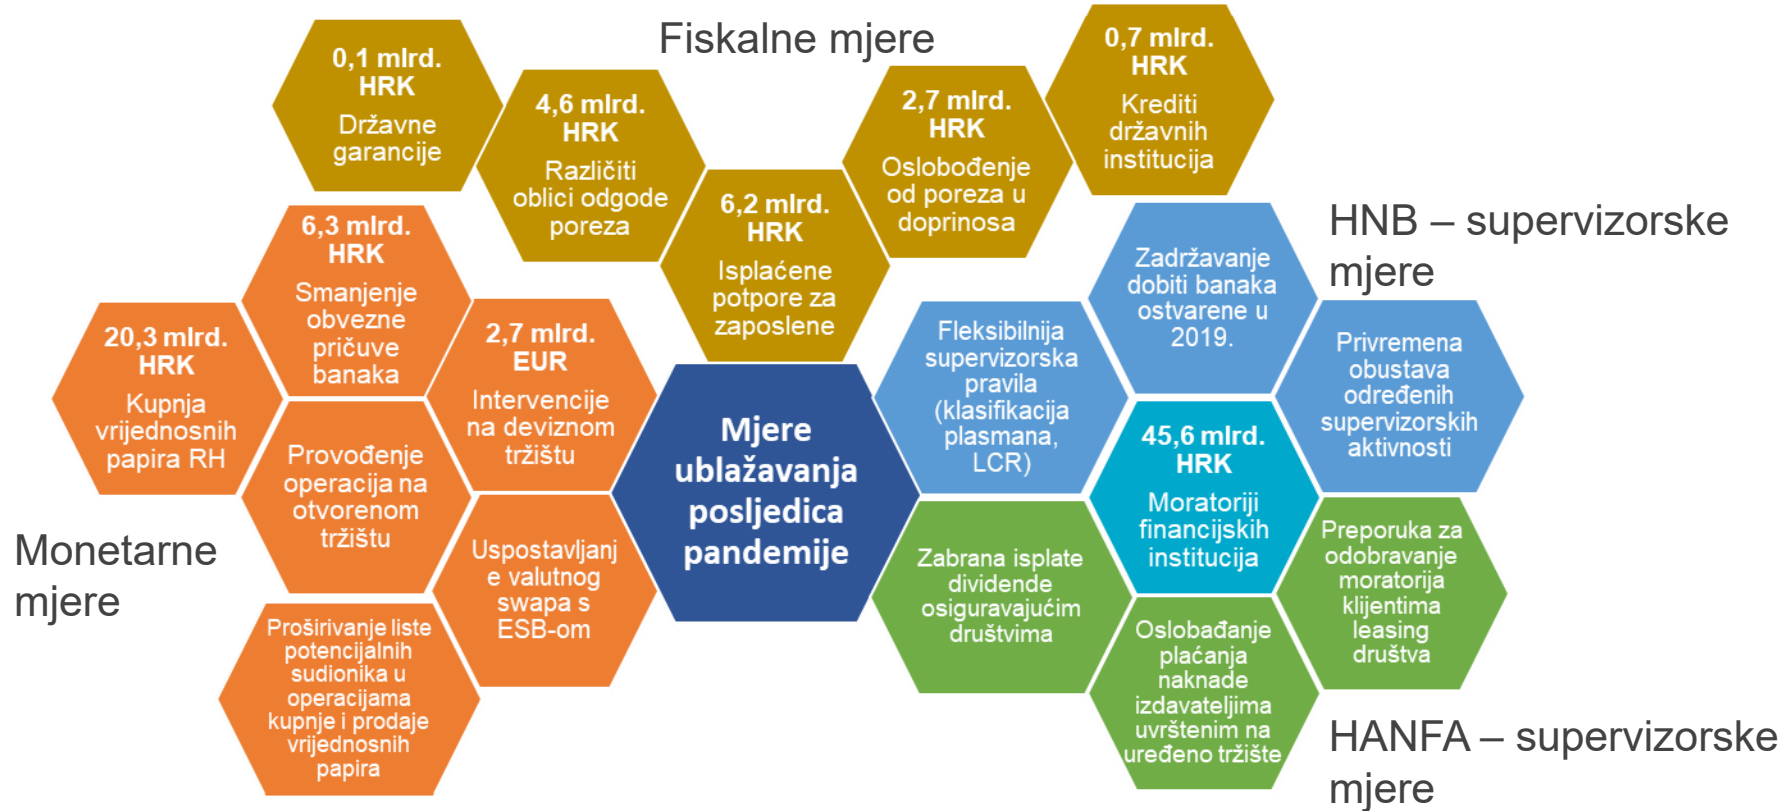 Fiskalne mjere
0,1 mlrd.
HRK
Državne
garancije
4,6 mlrd.
HRK
Različiti
oblici odgode
poreza
6,2 mlrd.
HRK
Isplaćene
potpore za
zaposlene
2,7 mlrd.
HRK
Oslobođenje
od poreza u
doprinosa
0,7 mlrd.
HRK
Krediti
državnih
institucija
Monetarne
mjere
20,3 mlrd.
HRK
Kupnja
vrijednosnih
papira RH
6,3 mlrd.
HRK
Smanjenje
obvezne
pričuve
banaka
2,7 mlrd.
EUR
Intervencije
na deviznom
tržištu
Provođenje
operacija na
otvorenom
tržištu
Uspostavljanj
e valutnog
swapa s
ESB-om
Proširivanje liste
potencijalnih
sudionika u
operacijama
kupnje i prodaje
vrijednosnih
papira
Mjere
ublažavanja
posljedica
pandemije
HNB – supervizorske
mjere
Fleksibilnija
supervizorska
pravila
(klasifikacija
plasmana,
LCR)
Zadržavanje
dobiti banaka
ostvarene u
2019.
Privremena
obustava
određenih
supervizorskih
aktivnosti
45,6 mlrd.
HRK
Moratoriji
financijskih
institucija
Zabrana isplate
dividende
osiguravajućim
društvima
Oslobađanje
plaćanja
naknade
izdavateljima
uvrštenim na
uređeno tržište
Preporuka za
odobravanje
moratorija
klijentima
leasing
društva
HANFA – supervizorske
mjere